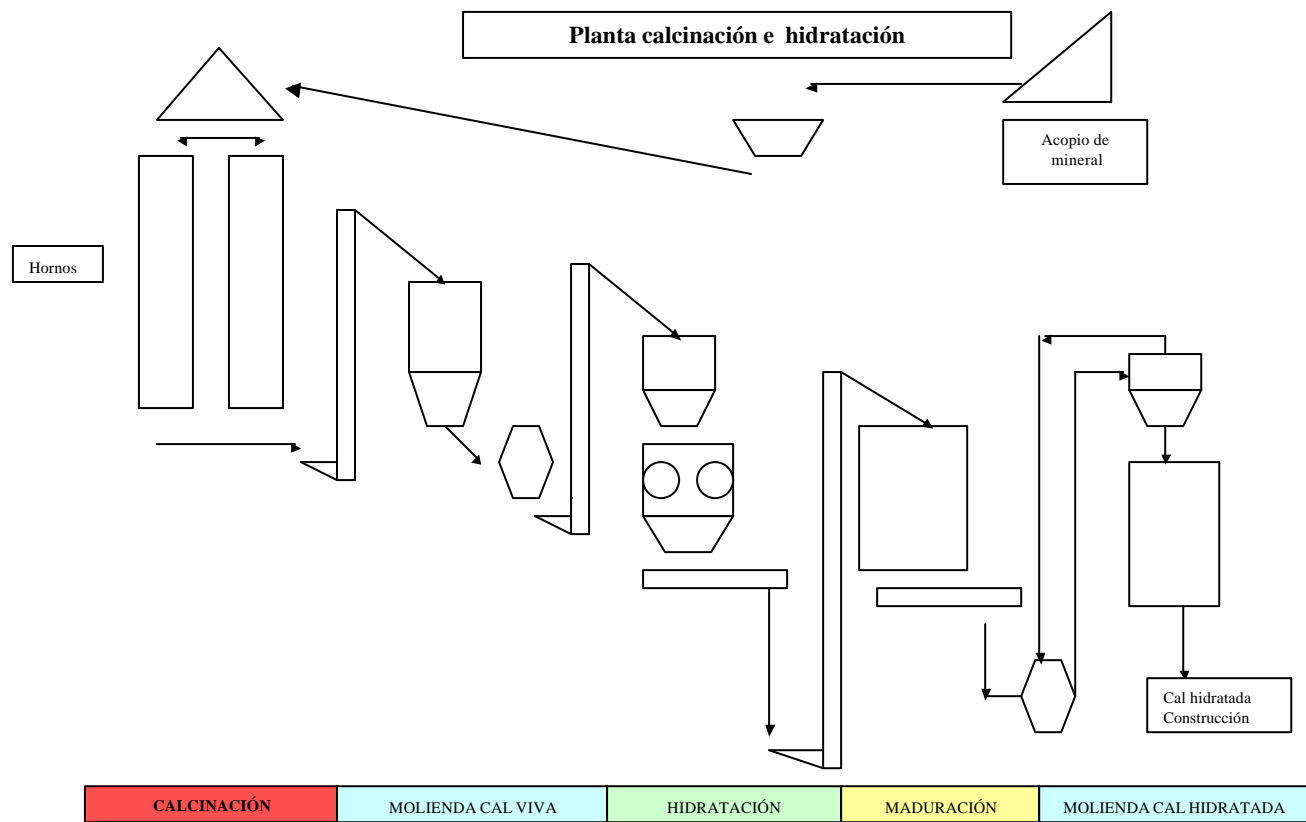 Planta calcinación e hidratación
Acopio de
mineral
Hornos
Cal hidratada
Construcción
CALCINACIÓN
MOLIENDA CAL VIVA
HIDRATACIÓN
MADURACIÓN
MOLIENDA CAL HIDRATADA